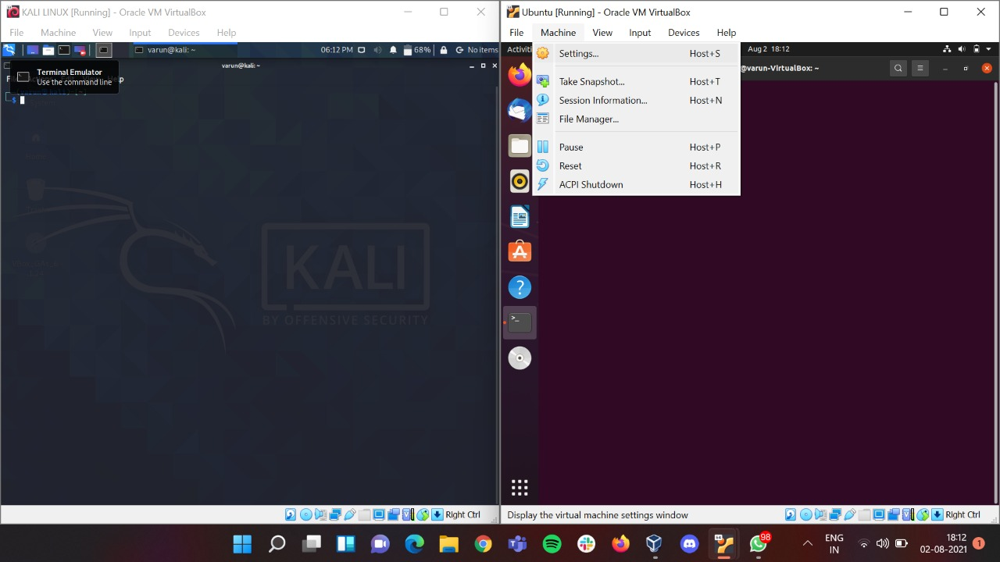 KALI LINUX [Running] - Oracle VM VirtualBox
File Machine View Input Devices Help
varun@kali: ~
06:12 PM
68%
No items
varun@kali: ~
Terminal Emulator
Use the command line
$
KALI
BY OFFENSIVE SECURITY
Right Ctrl
Ubuntu [Running] - Oracle VM VirtualBox
File Machine View Input Devices Help
Activiti
Aug 2 18:12
@varun-VirtualBox: ~
Settings... Host+S
Take Snapshot... Host+T
Session Information... Host+N
File Manager...
Pause Host+P
Reset Host+R
ACPI Shutdown Host+H
>_
?
Display the virtual machine settings window
Right Ctrl
98
ENG
IN
18:12
02-08-2021
1